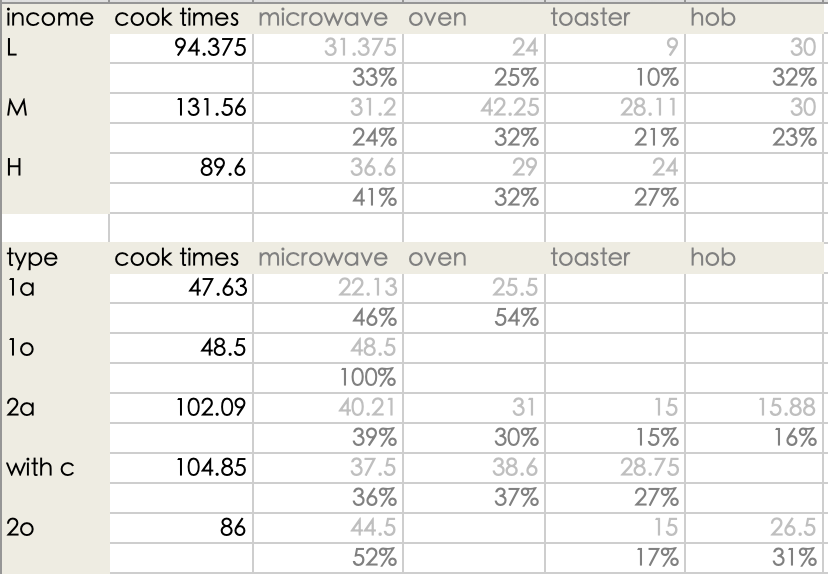 income cook times microwave oven toaster hob
L 94.375 31.375 24 9 30
33% 25% 10% 32%
M 131.56 31.2 42.25 28.11 30
24% 32% 21% 23%
H 89.6 36.6 29 24
41% 32% 27%
type cook times microwave oven toaster hob
1a 47.63 22.13 25.5
46% 54%
1o 48.5 48.5
100%
2a 102.09 40.21 31 15 15.88
39% 30% 15% 16%
with c 104.85 37.5 38.6 28.75
36% 37% 27%
2o 86 44.5 15 26.5
52% 17% 31%